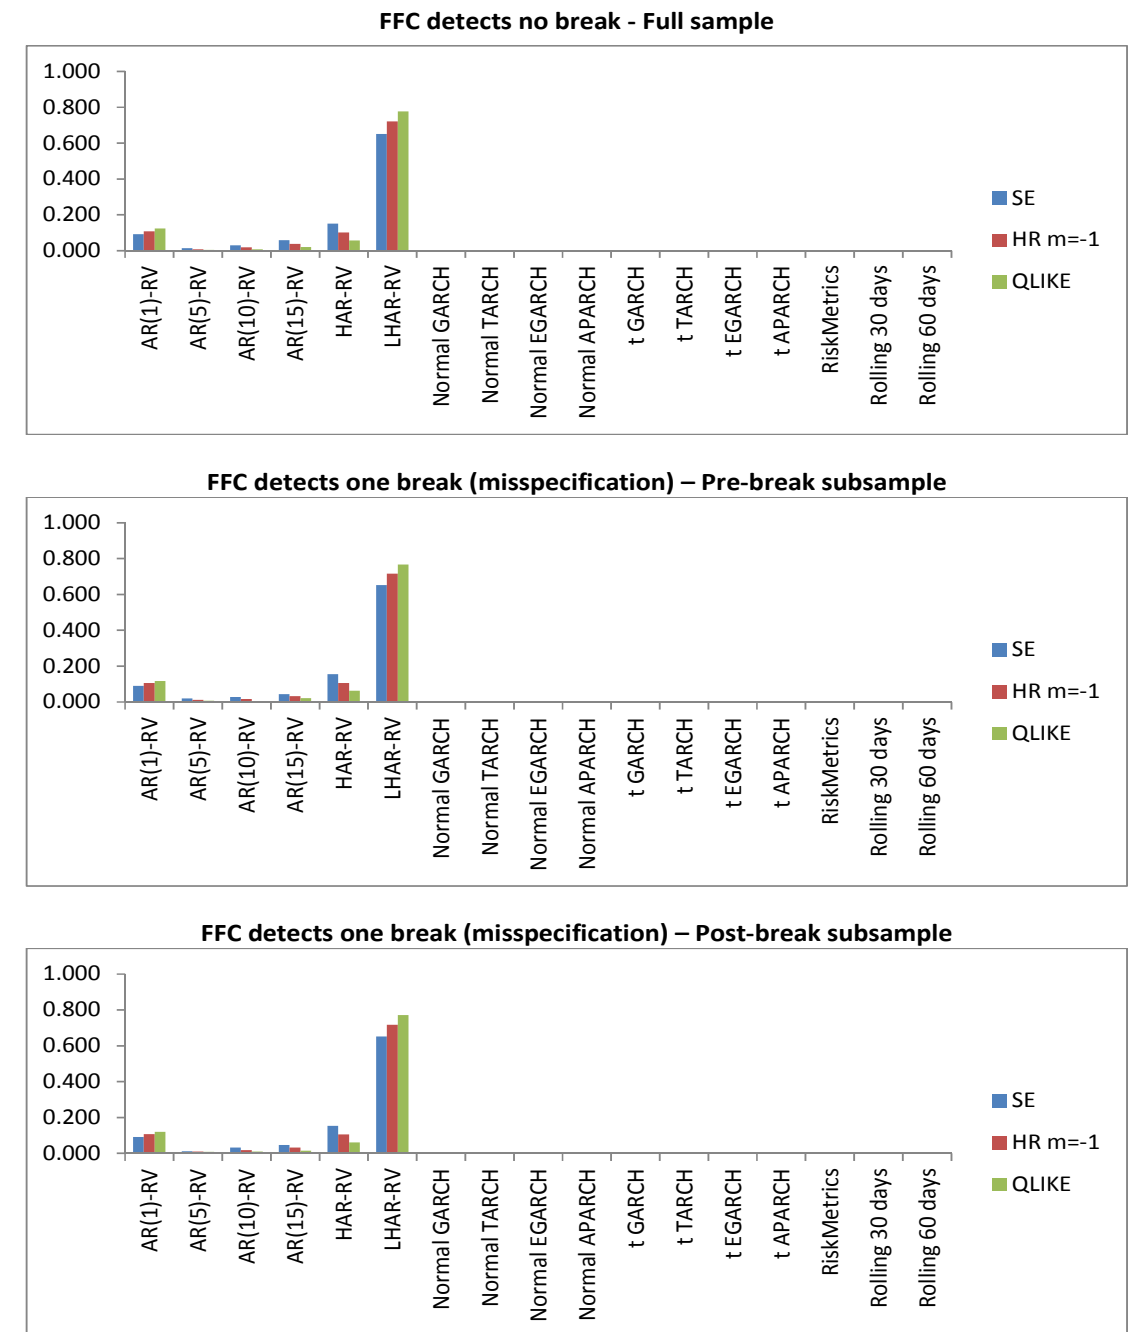 FFC detects no break - Full sample
1.000
0.800
0.600
0.400
0.200
0.000
AR(1)-RV
AR(5)-RV
AR(10)-RV
AR(15)-RV
HAR-RV
LHAR-RV
Normal GARCH
Normal TARCH
Normal EGARCH
Normal APARCH
t GARCH
t TARCH
t EGARCH
t APARCH
RiskMetrics
Rolling 30 days
Rolling 60 days
SE
HR m=-1
QLIKE
FFC detects one break (misspecification) – Pre-break subsample
1.000
0.800
0.600
0.400
0.200
0.000
AR(1)-RV
AR(5)-RV
AR(10)-RV
AR(15)-RV
HAR-RV
LHAR-RV
Normal GARCH
Normal TARCH
Normal EGARCH
Normal APARCH
t GARCH
t TARCH
t EGARCH
t APARCH
RiskMetrics
Rolling 30 days
Rolling 60 days
SE
HR m=-1
QLIKE
FFC detects one break (misspecification) – Post-break subsample
1.000
0.800
0.600
0.400
0.200
0.000
AR(1)-RV
AR(5)-RV
AR(10)-RV
AR(15)-RV
HAR-RV
LHAR-RV
Normal GARCH
Normal TARCH
Normal EGARCH
Normal APARCH
t GARCH
t TARCH
t EGARCH
t APARCH
RiskMetrics
Rolling 30 days
Rolling 60 days
SE
HR m=-1
QLIKE